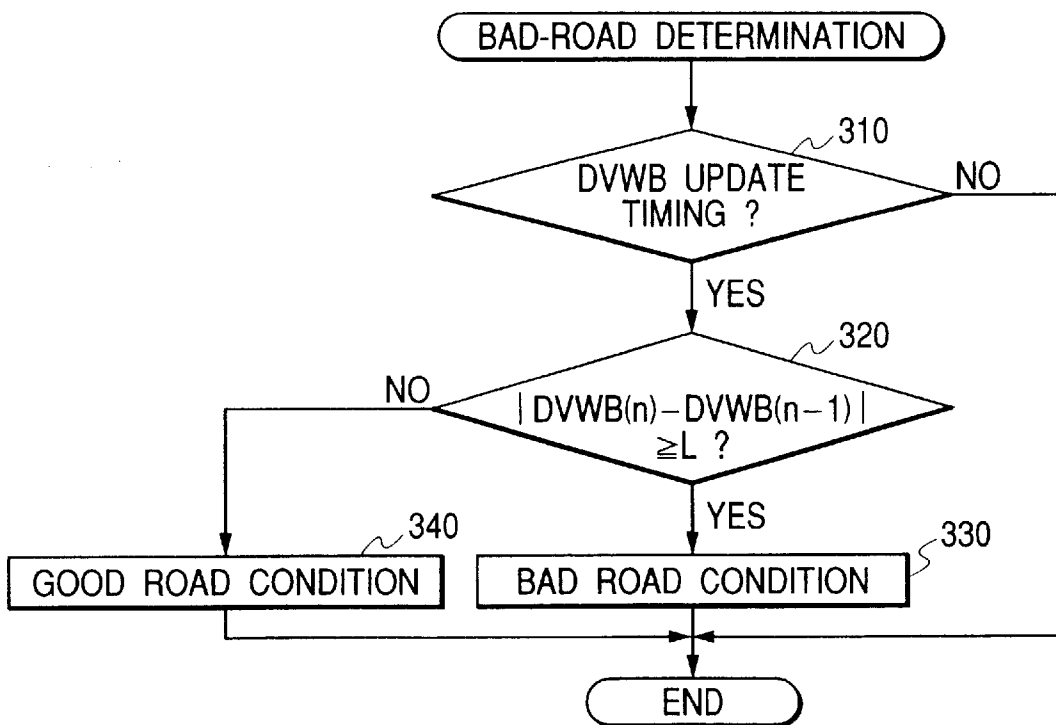 BAD-ROAD DETERMINATION
310
DVWB UPDATE
TIMING ?
NO
YES
320
NO
| DVWB(n)-DVWB(n-1) |
≧L ?
YES
340
330
GOOD ROAD CONDITION
BAD ROAD CONDITION
END